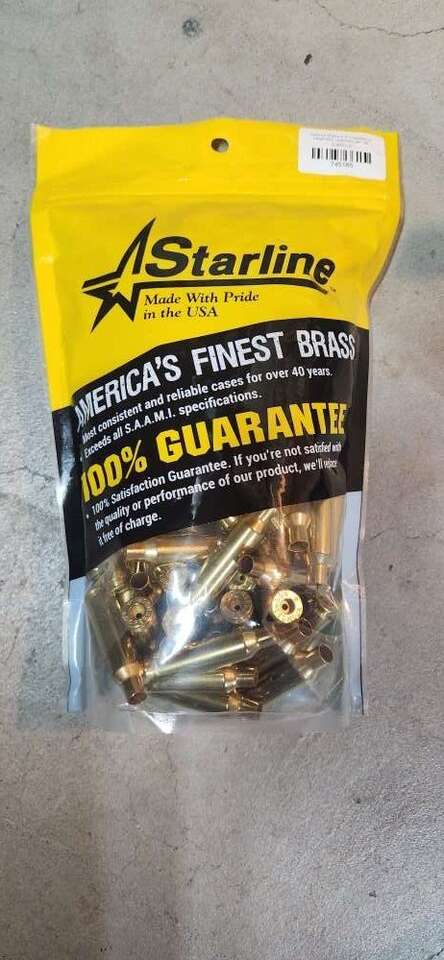 745165
Starline
Made With Pride
in the USA
AMERICA'S FINEST BRASS
Most consistent and reliable cases for over 40 years.
Exceeds all S.A.A.M.I. specifications.
100% GUARANTEE
• 100% Satisfaction Guarantee. If you're not satisfied with
the quality or performance of our product, we'll replace
it free of charge.